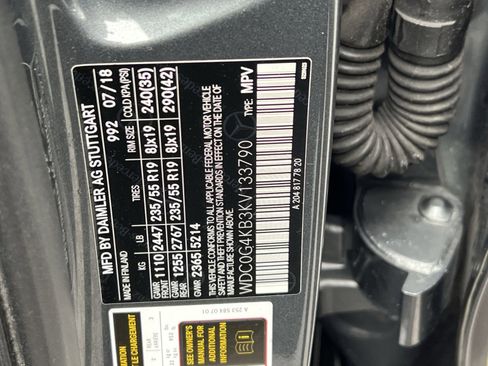 MFD BY DAIMLER AG STUTTGART
MADE IN FINLAND 992 07/18
KG LB TIRES RIM SIZE COLD KPA(PSI)
GAWR 1110 2447 235/55 R19 8Jx19 240(35)
GAWR 1255 2767 235/55 R19 8Jx19 290(42)
GVWR 2365 5214
THIS VEHICLE CONFORMS TO ALL APPLICABLE FEDERAL MOTOR VEHICLE
SAFETY AND THEFT PREVENTION STANDARDS IN EFFECT ON THE DATE OF
MANUFACTURE SHOWN ABOVE.
TYPE: MPV
WDC0G4KB3KV133790
A 204 817 78 20
A 253 584 07 01
SEE OWNER'S
MANUAL FOR
ADDITIONAL
INFORMATION